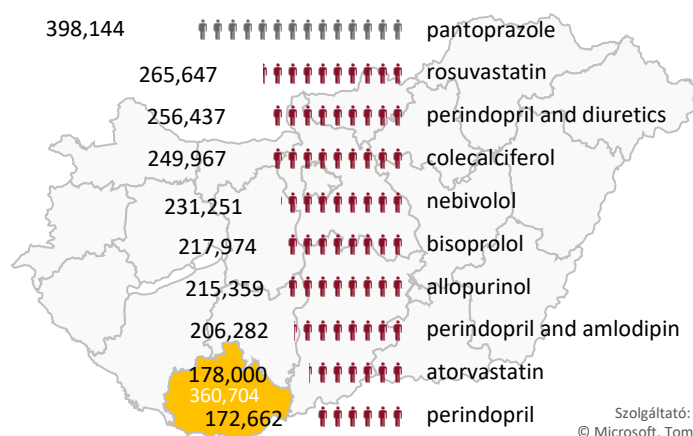 398,144 pantoprazole
265,647 rosuvastatin
256,437 perindopril and diuretics
249,967 colecalciferol
231,251 nebivolol
217,974 bisoprolol
215,359 allopurinol
206,282 perindopril and amlodipin
178,000 atorvastatin
360,704
172,662 perindopril
Szolgáltató:
© Microsoft, Tom